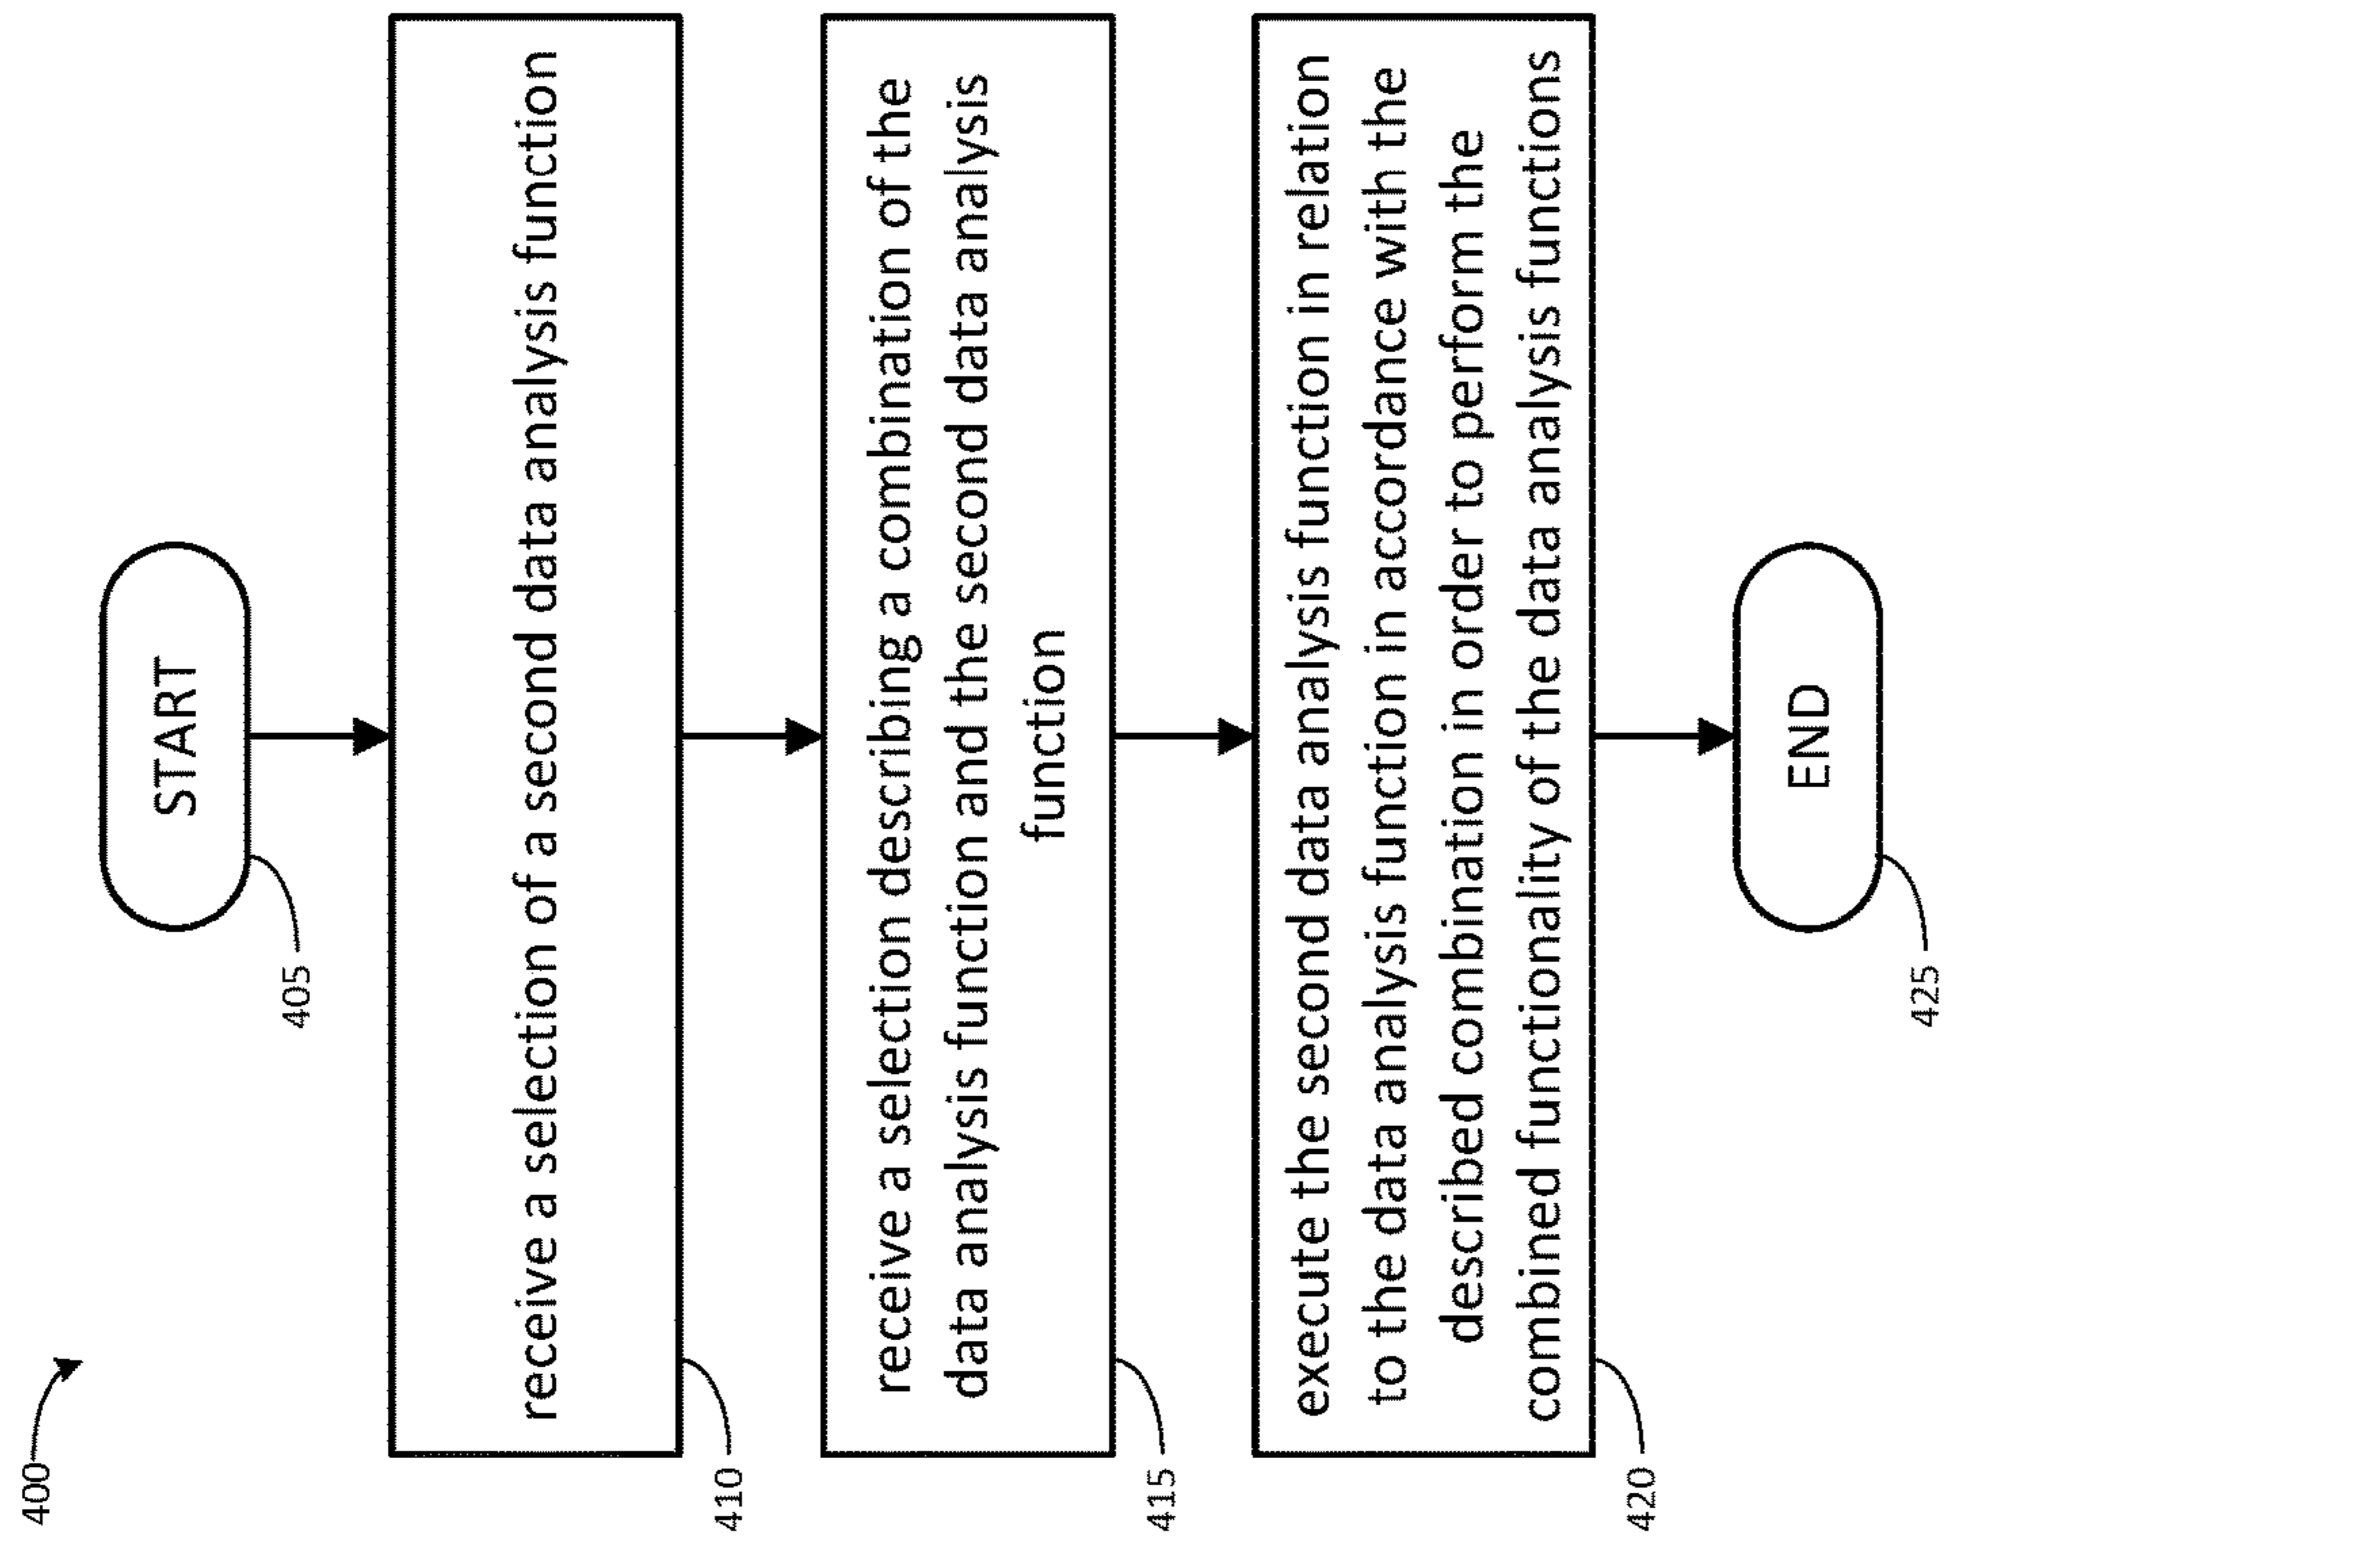 400
START
405
receive a selection of a second data analysis function
410
receive a selection describing a combination of the
data analysis function and the second data analysis
function
415
execute the second data analysis function in relation
to the data analysis function in accordance with the
described combination in order to perform the
combined functionality of the data analysis functions
420
END
425